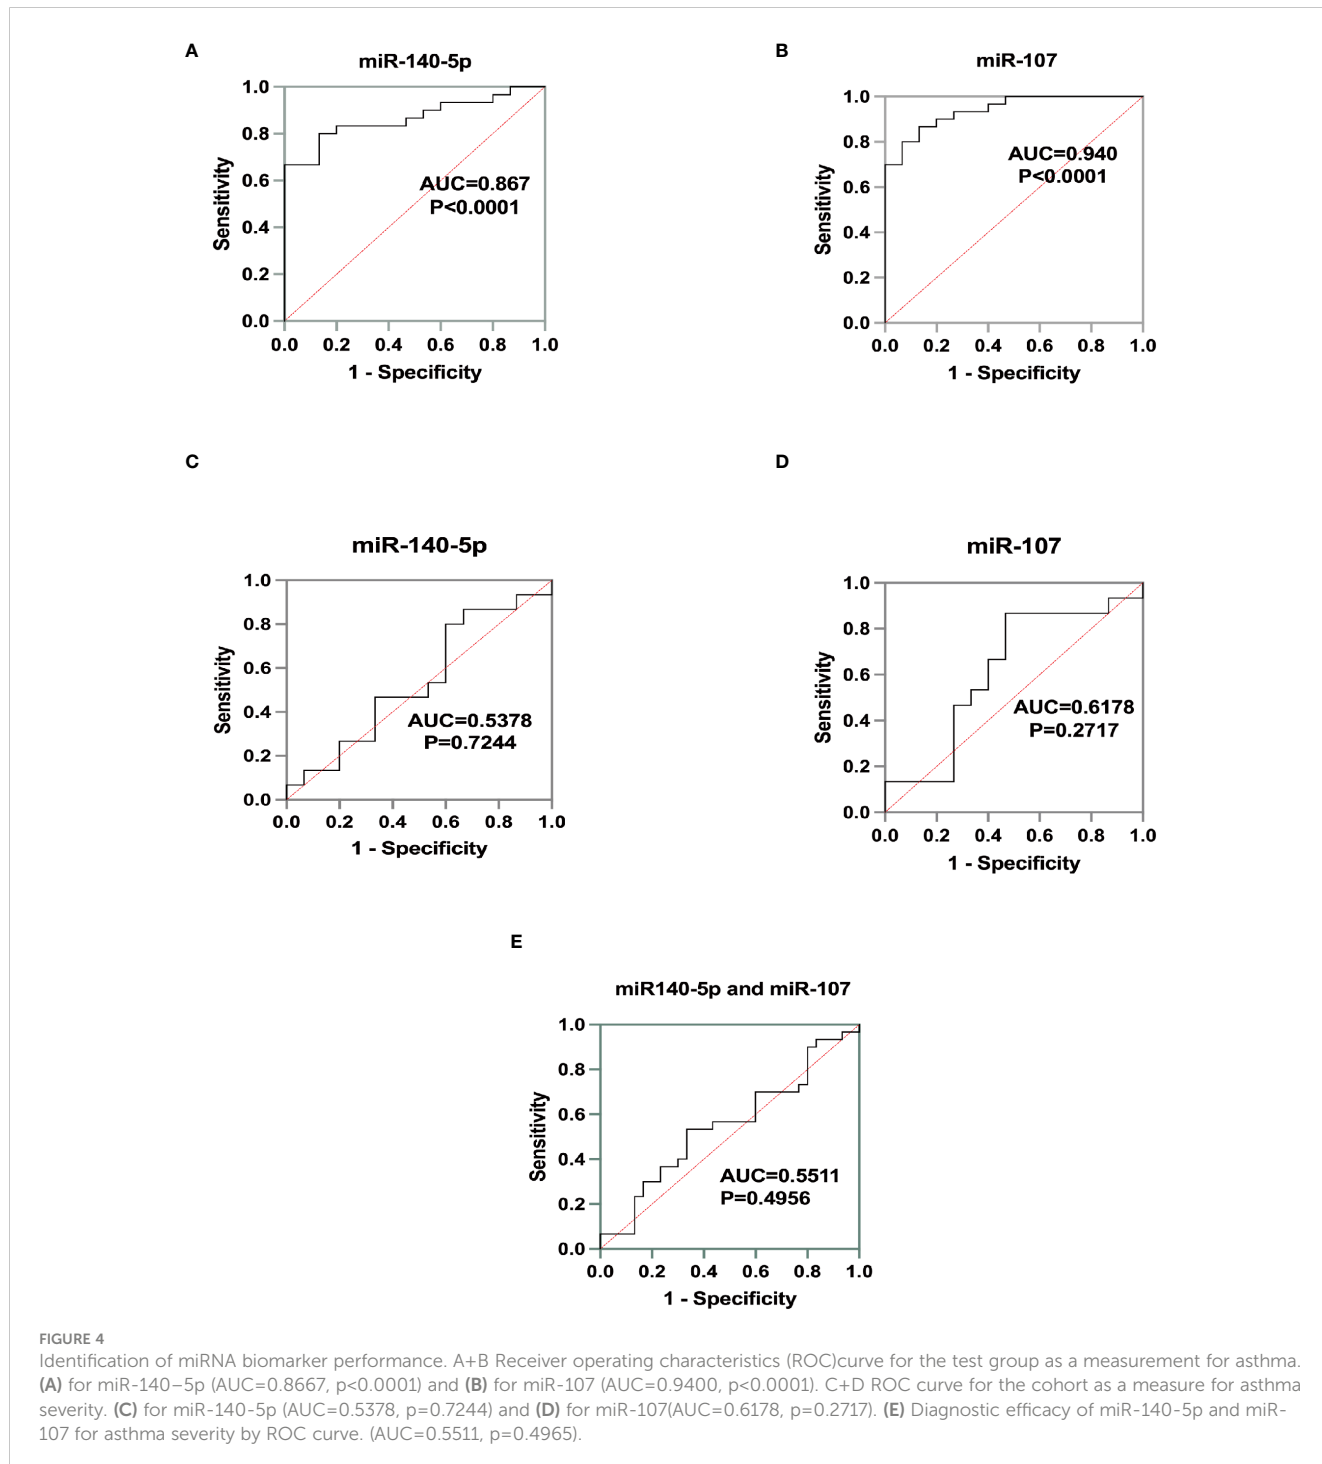 A
miR-140-5p
1.0
0.8
0.6
0.4
0.2
0.0
Sensitivity
AUC=0.867
P<0.0001
0.0 0.2 0.4 0.6 0.8 1.0
1 - Specificity
B
miR-107
1.0
0.8
0.6
0.4
0.2
0.0
Sensitivity
AUC=0.940
P<0.0001
0.0 0.2 0.4 0.6 0.8 1.0
1 - Specificity
C
miR-140-5p
1.0
0.8
0.6
0.4
0.2
0.0
Sensitivity
AUC=0.5378
P=0.7244
0.0 0.2 0.4 0.6 0.8 1.0
1 - Specificity
D
miR-107
1.0
0.8
0.6
0.4
0.2
0.0
Sensitivity
AUC=0.6178
P=0.2717
0.0 0.2 0.4 0.6 0.8 1.0
1 - Specificity
E
miR140-5p and miR-107
1.0
0.8
0.6
0.4
0.2
0.0
Sensitivity
AUC=0.5511
P=0.4956
0.0 0.2 0.4 0.6 0.8 1.0
1 - Specificity
FIGURE 4
Identification of miRNA biomarker performance. A+B Receiver operating characteristics (ROC)curve for the test group as a measurement for asthma.
(A) for miR-140–5p (AUC=0.8667, p<0.0001) and (B) for miR-107 (AUC=0.9400, p<0.0001). C+D ROC curve for the cohort as a measure for asthma
severity. (C) for miR-140-5p (AUC=0.5378, p=0.7244) and (D) for miR-107(AUC=0.6178, p=0.2717). (E) Diagnostic efficacy of miR-140-5p and miR-
107 for asthma severity by ROC curve. (AUC=0.5511, p=0.4965).